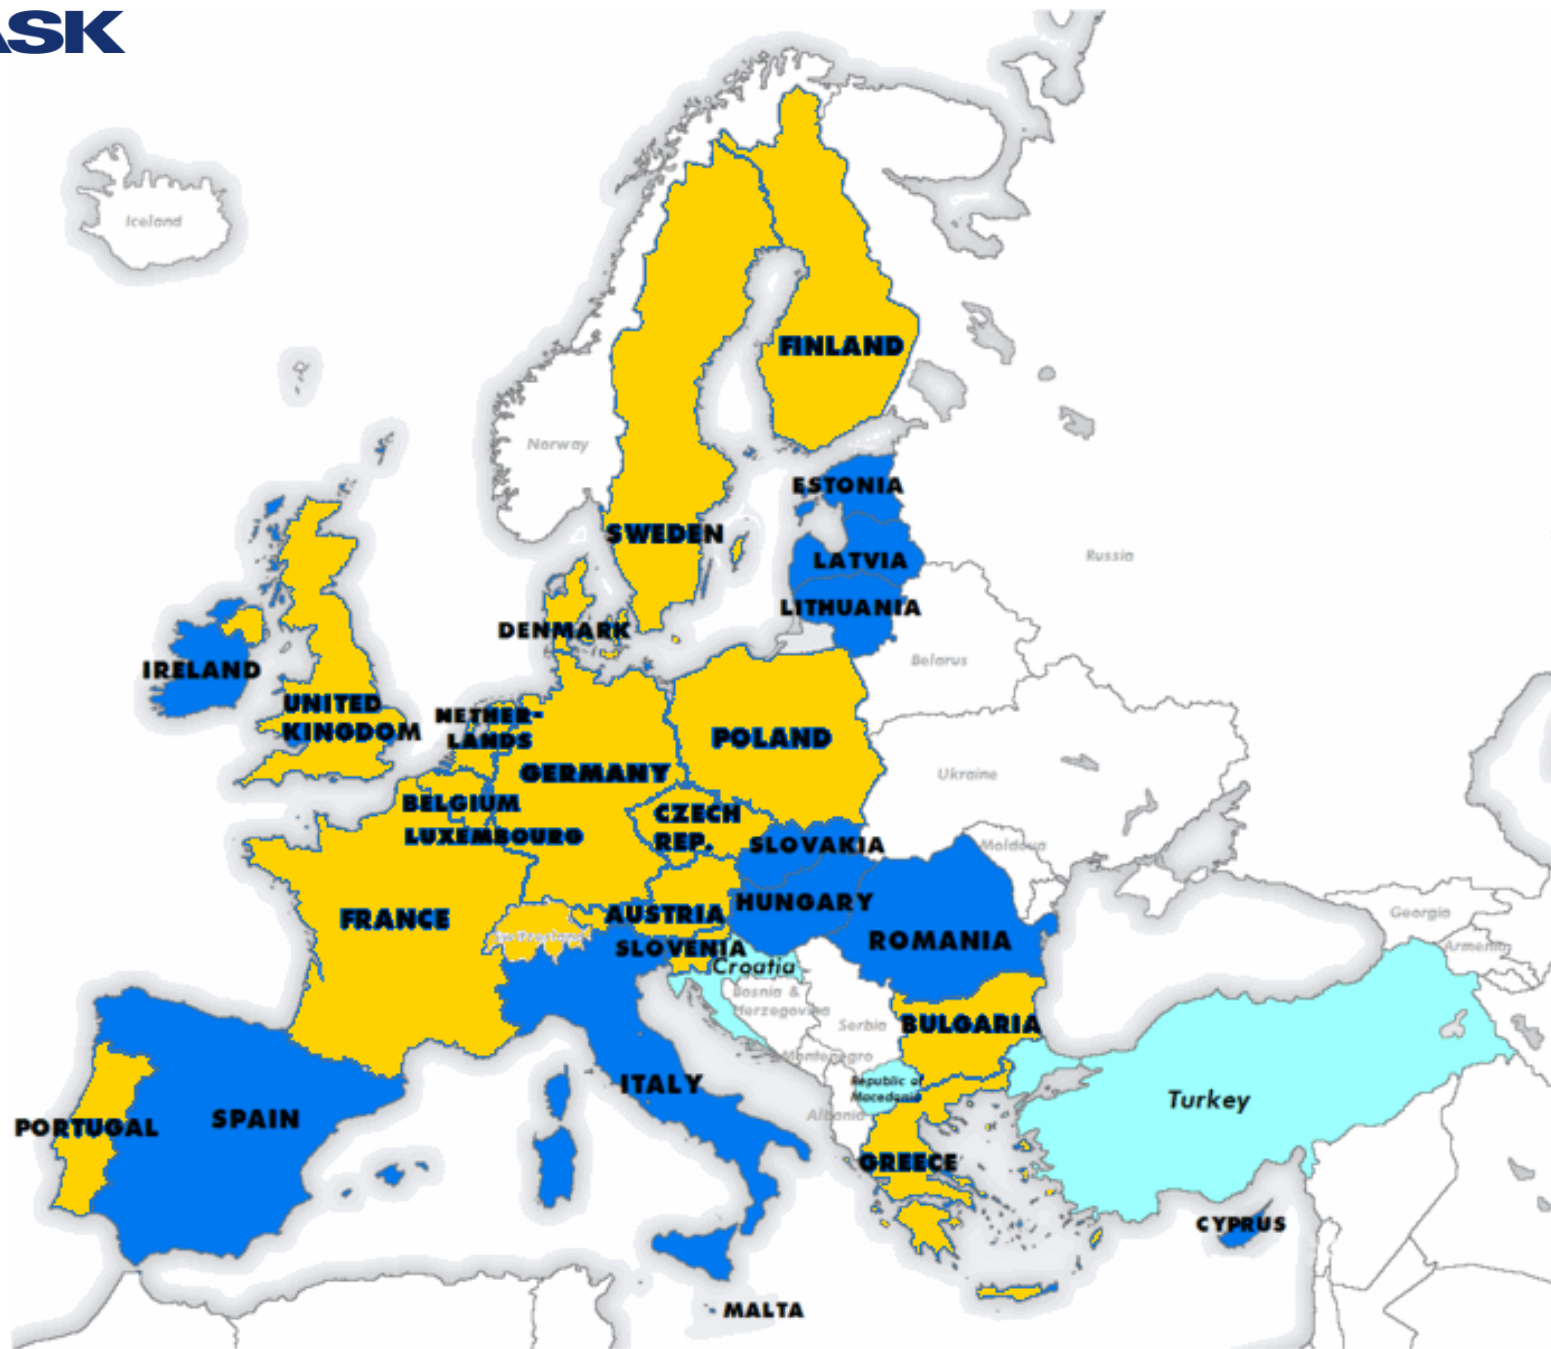 ASK
Iceland
FINLAND
Norway
ESTONIA
SWEDEN
Russia
LATVIA
LITHUANIA
DENMARK
Belarus
IRELAND
UNITED
KINGDOM
NETHER-
LANDS
POLAND
GERMANY
Ukraine
BELGIUM
CZECH
REP.
LUXEMBOURG
SLOVAKIA
Moldova
HUNGARY
FRANCE
AUSTRIA
Georgia
ROMANIA
SLOVENIA
Armenia
Croatia
Bosnia &
Herzegovina
Serbia
BULGARIA
Montenegro
ITALY
Republic of
Macedonia
Turkey
Albania
SPAIN
PORTUGAL
GREECE
CYPRUS
MALTA